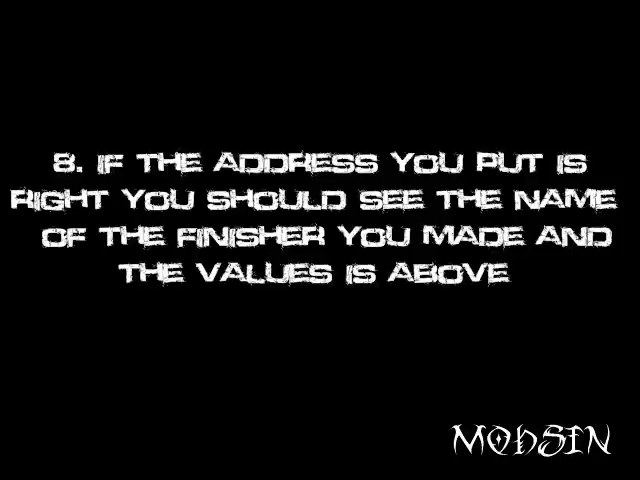 8. IF THE ADDRESS YOU PUT IS
RIGHT YOU SHOULD SEE THE NAME
OF THE FINISHER YOU MADE AND
THE VALUES IS ABOVE
MOHSIN